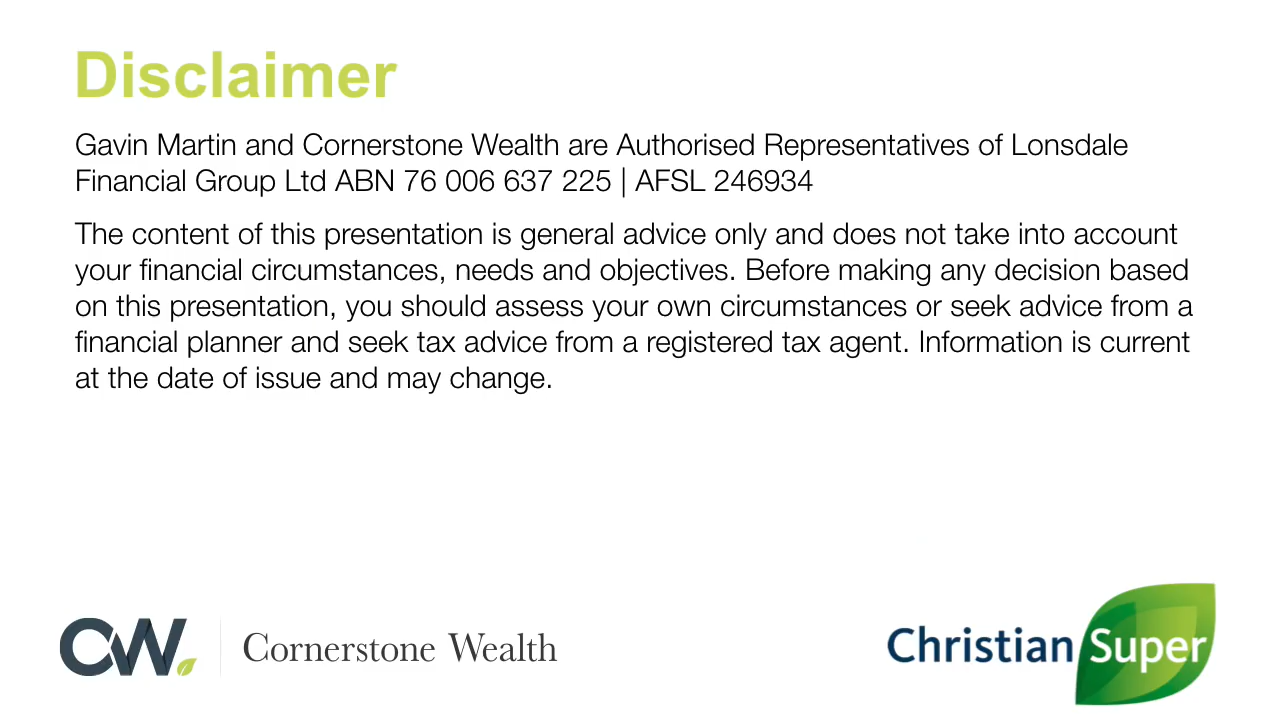 Disclaimer
Gavin Martin and Cornerstone Wealth are Authorised Representatives of Lonsdale
Financial Group Ltd ABN 76 006 637 225 | AFSL 246934
The content of this presentation is general advice only and does not take into account
your financial circumstances, needs and objectives. Before making any decision based
on this presentation, you should assess your own circumstances or seek advice from a
financial planner and seek tax advice from a registered tax agent. Information is current
at the date of issue and may change.
CW. Cornerstone Wealth
Christian Super